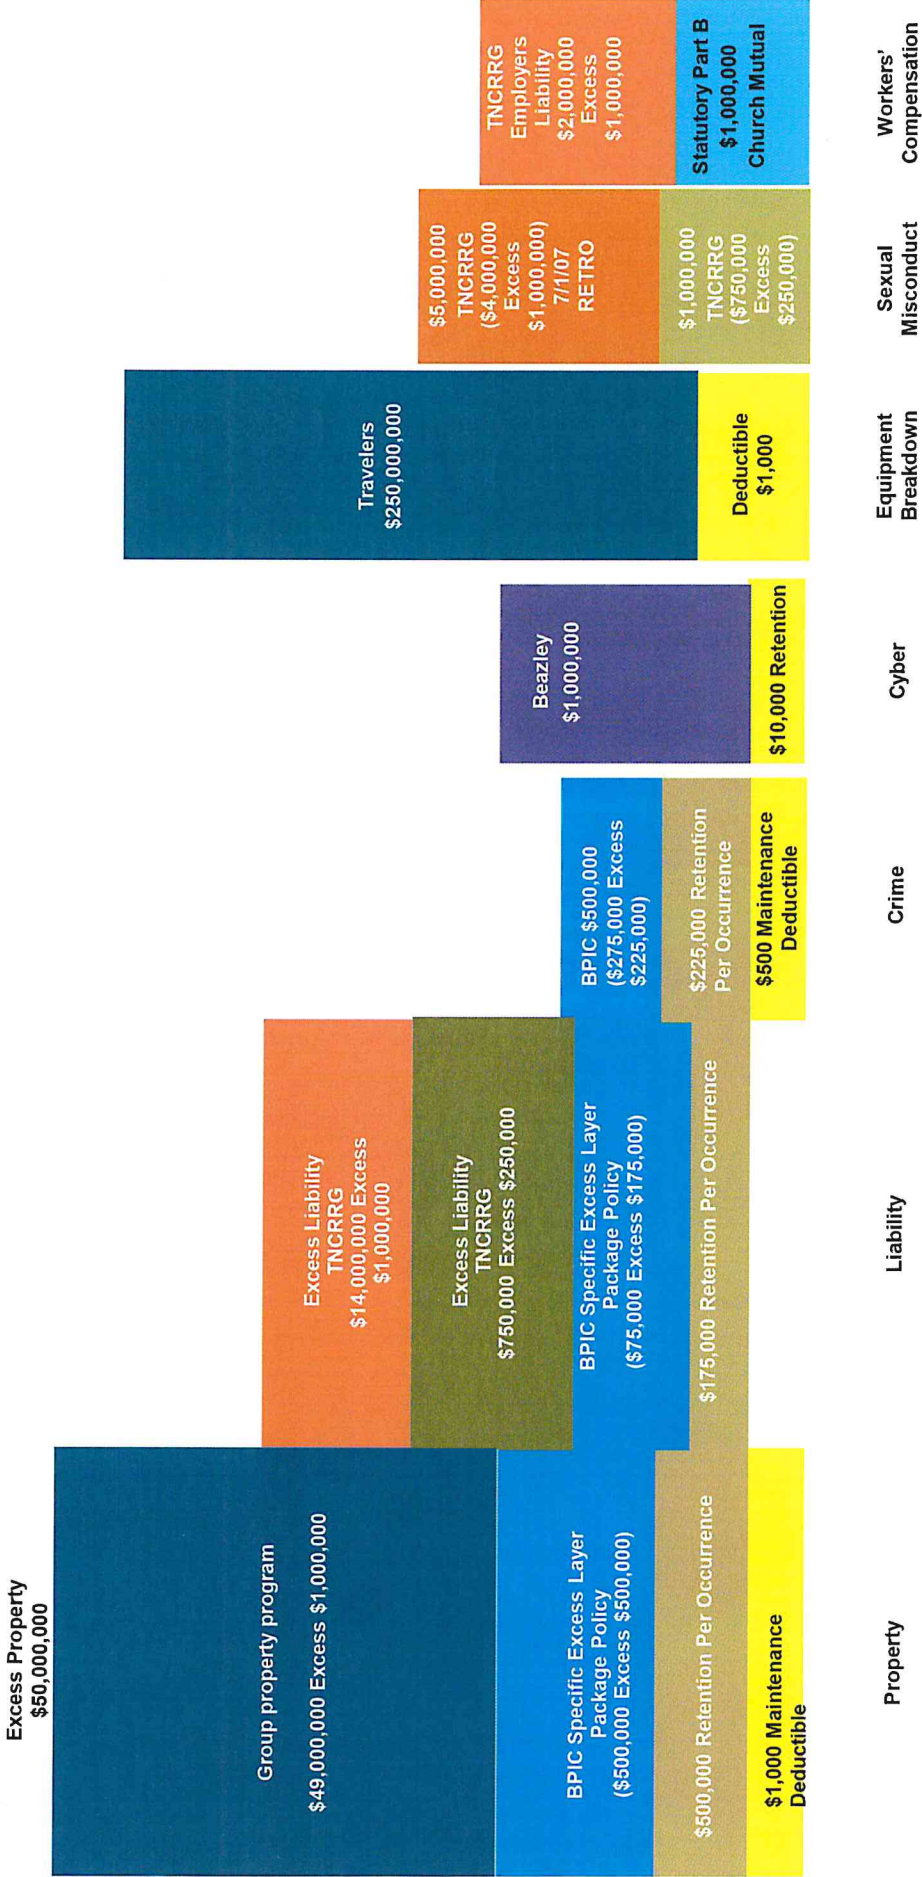 Excess Property
$50,000,000
Group property program
$49,000,000 Excess $1,000,000
BPIC Specific Excess Layer
Package Policy
($500,000 Excess $500,000)
$500,000 Retention Per Occurrence
$1,000 Maintenance
Deductible
Property
Excess Liability
TNCRRG
$14,000,000 Excess
$1,000,000
Excess Liability
TNCRRG
$750,000 Excess $250,000
BPIC Specific Excess Layer
Package Policy
($75,000 Excess $175,000)
$175,000 Retention Per Occurrence
Liability
BPIC $500,000
($275,000 Excess
$225,000)
$225,000 Retention
Per Occurrence
$500 Maintenance
Deductible
Crime
Beazley
$1,000,000
$10,000 Retention
Cyber
Travelers
$250,000,000
Deductible
$1,000
Equipment
Breakdown
$5,000,000
TNCRRG
($4,000,000
Excess
$1,000,000)
7/1/07
RETRO
$1,000,000
TNCRRG
($750,000
Excess
$250,000)
Sexual
Misconduct
TNCRRG
Employers
Liability
$2,000,000
Excess
$1,000,000
Statutory Part B
$1,000,000
Church Mutual
Workers'
Compensation